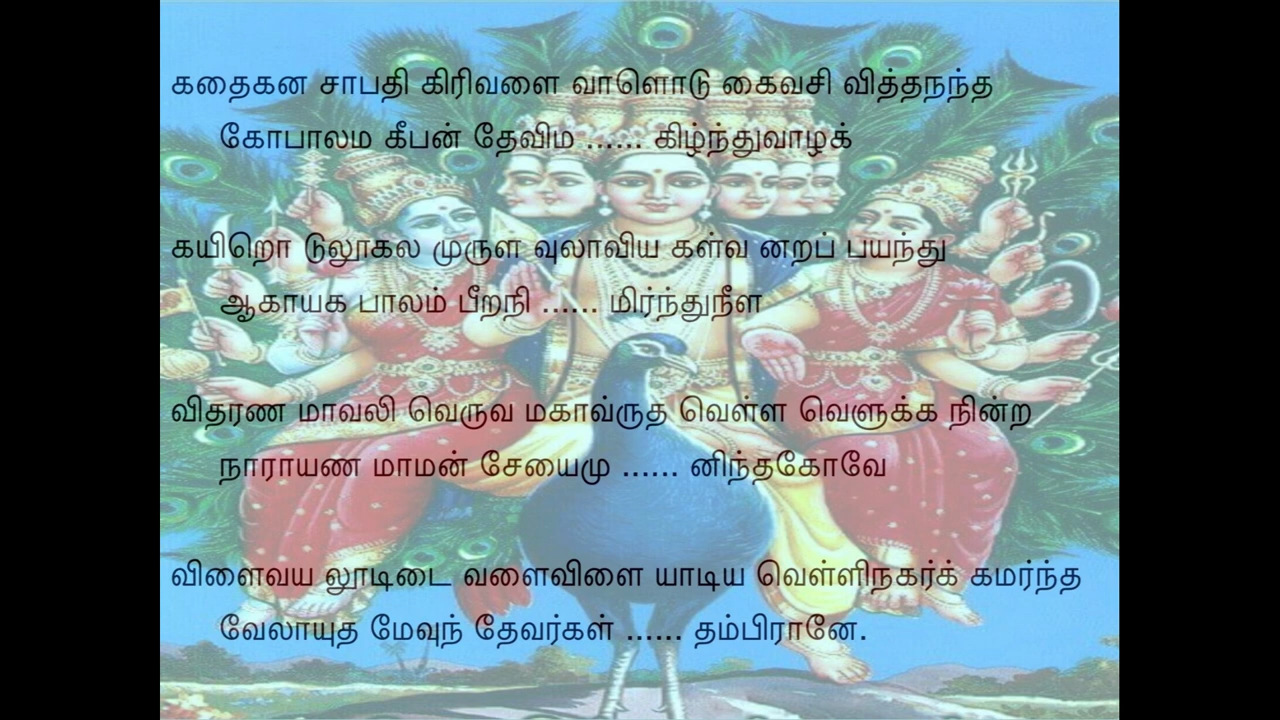 கதைகன சாபதி கிரிவளை வாளொடு கைவசி வித்தநந்த
கோபாலம கீபன் தேவிம ...... கிழ்ந்துவாழக்
கயிறொ டுலூகல முருள வுலாவிய கள்வ னறப் பயந்து
ஆகாயக பாலம் பீறநி ...... மிர்ந்துநீள
விதரண மாவலி வெருவ மகாவ்ருத வெள்ள வெளுக்க நின்ற
நாராயண மாமன் சேயைமு ...... னிந்தகோவே
விளைவய லூடிடை வளைவிளை யாடிய வெள்ளிநகர்க் கமர்ந்த
வேலாயுத மேவுந் தேவர்கள் ...... தம்பிரானே.